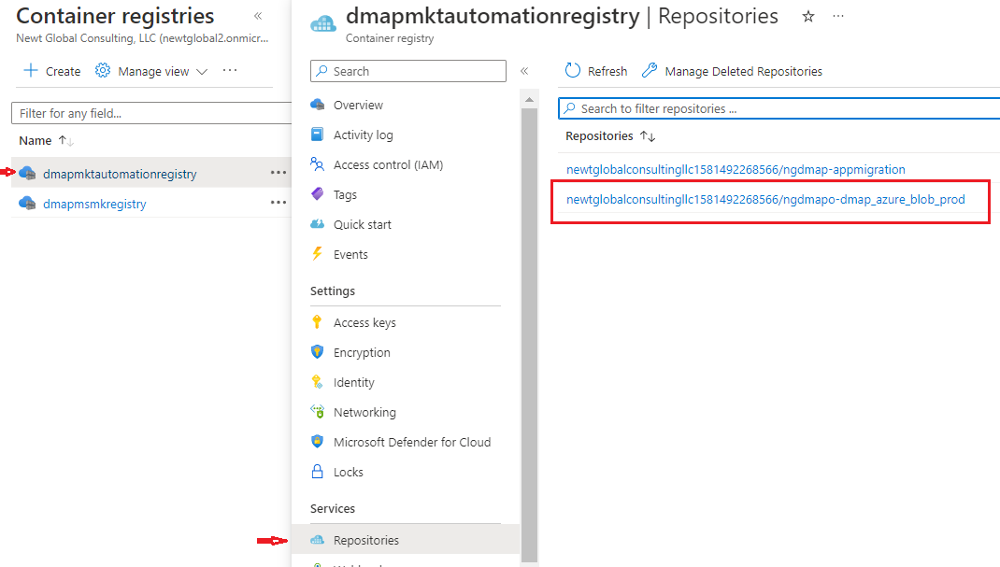 Container registries
Newt Global Consulting, LLC (newtglobal2.onmicr...
Create
Manage view
Filter for any field...
Name
dmapmktautomationregistry
dmapmsmkregistry
dmapmktautomationregistry | Repositories
Container registry
Search
Overview
Activity log
Access control (IAM)
Tags
Quick start
Events
Settings
Access keys
Encryption
Identity
Networking
Microsoft Defender for Cloud
Locks
Services
Repositories
Refresh
Manage Deleted Repositories
Search to filter repositories ...
Repositories
newtglobalconsultingllc1581492268566/ngdmap-appmigration
newtglobalconsultingllc1581492268566/ngdmapo-dmap_azure_blob_prod